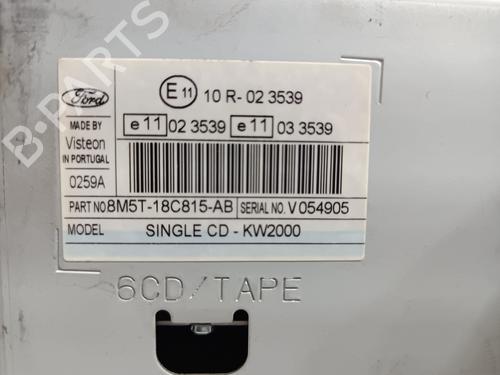 Ford
E 11 10 R- 02 3539
MADE BY
Visteon
IN PORTUGAL
e 11 02 3539 e 11 03 3539
0259A
PART NO. 8M5T-18C815-AB SERIAL NO. V 054905
MODEL SINGLE CD - KW2000
6CD/TAPE
B-PARTS